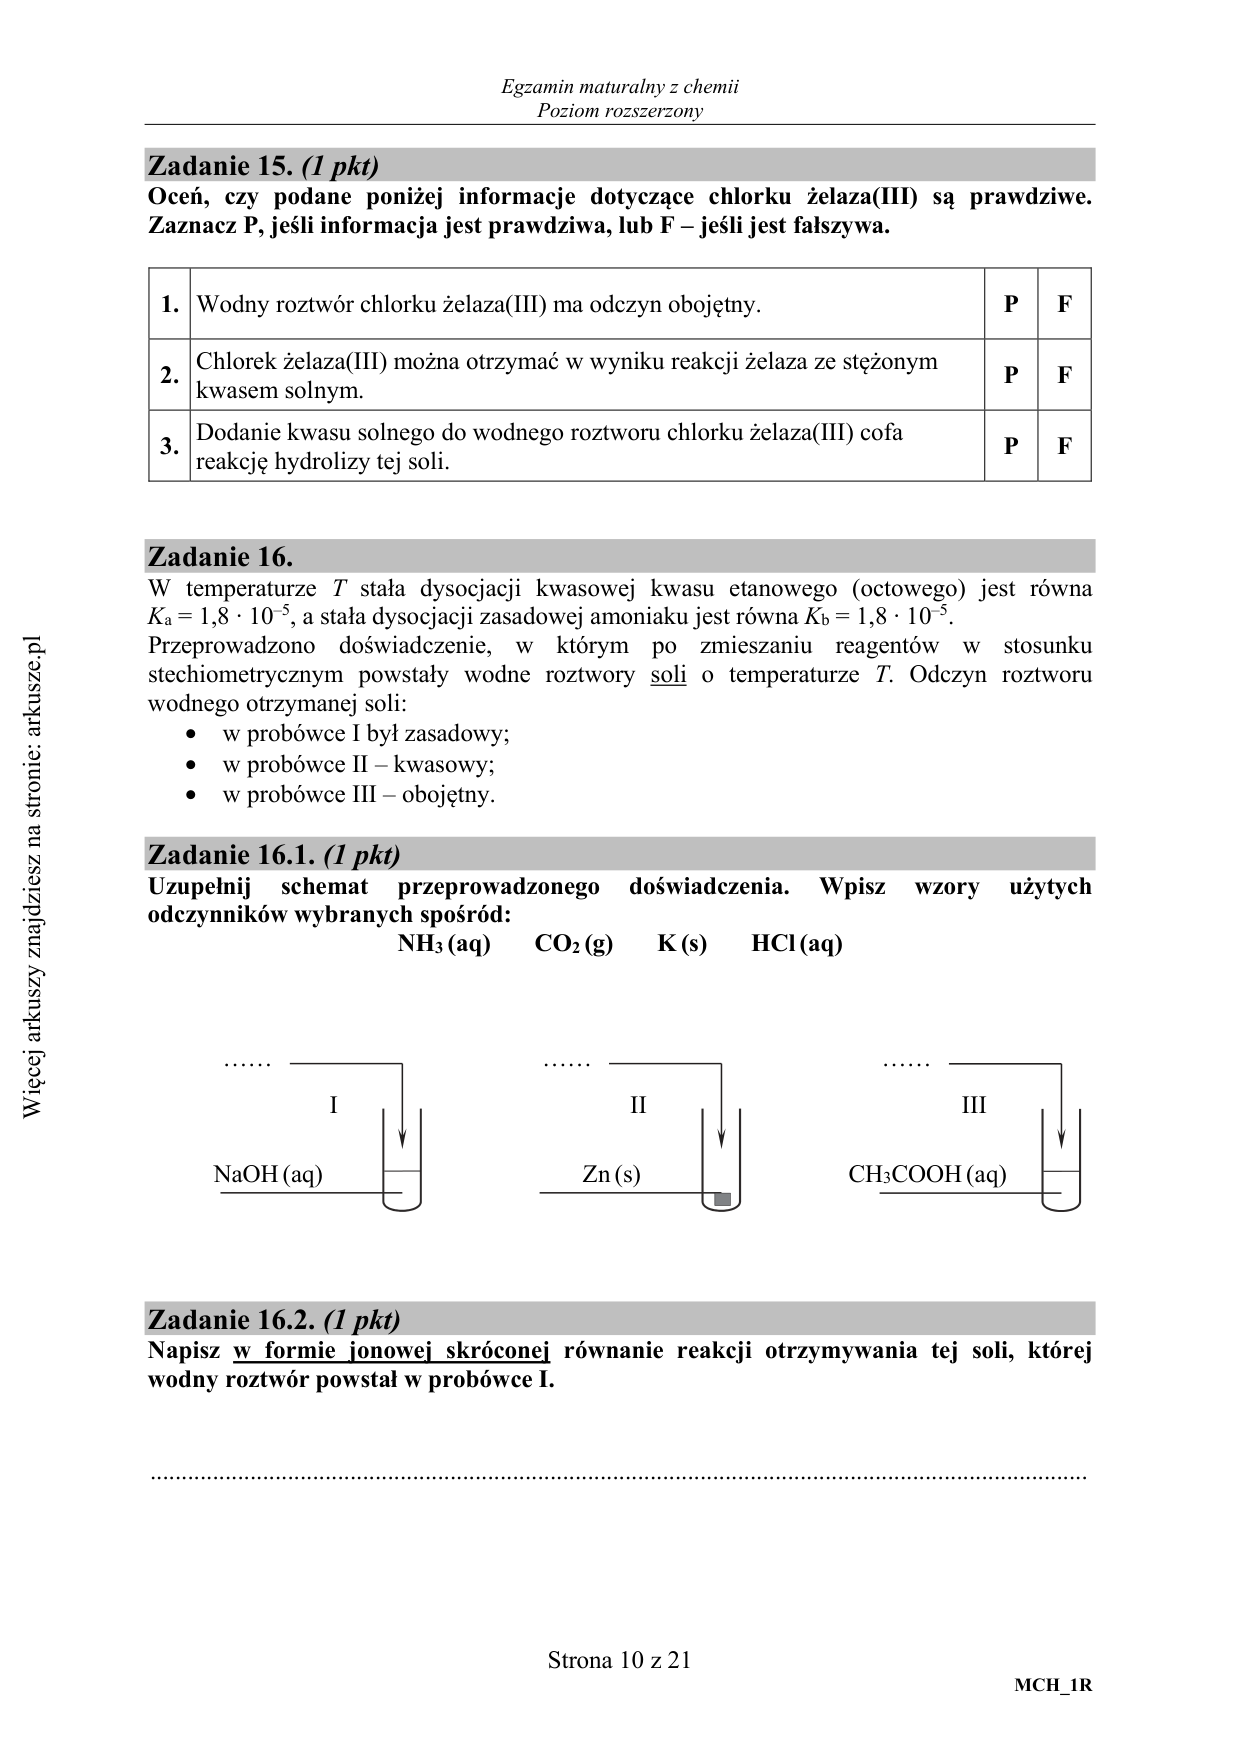 Egzamin maturalny z chemii
Poziom rozszerzony
Zadanie 15. (1 pkt)
Oceń, czy podane poniżej informacje dotyczące chlorku żelaza(III) są prawdziwe.
Zaznacz P, jeśli informacja jest prawdziwa, lub F – jeśli jest fałszywa.
1. Wodny roztwór chlorku żelaza(III) ma odczyn obojętny. P F
2. Chlorek żelaza(III) można otrzymać w wyniku reakcji żelaza ze stężonym
kwasem solnym. P F
3. Dodanie kwasu solnego do wodnego roztworu chlorku żelaza(III) cofa
reakcję hydrolizy tej soli. P F
Zadanie 16.
W temperaturze T stała dysocjacji kwasowej kwasu etanowego (octowego) jest równa
Ka = 1,8 · 10–5, a stała dysocjacji zasadowej amoniaku jest równa Kb = 1,8 · 10–5.
Przeprowadzono doświadczenie, w którym po zmieszaniu reagentów w stosunku
stechiometrycznym powstały wodne roztwory soli o temperaturze T. Odczyn roztworu
wodnego otrzymanej soli:
• w probówce I był zasadowy;
• w probówce II – kwasowy;
• w probówce III – obojętny.
Zadanie 16.1. (1 pkt)
Uzupełnij schemat przeprowadzonego doświadczenia. Wpisz wzory użytych
odczynników wybranych spośród:
NH3 (aq) CO2 (g) K (s) HCl (aq)
...... ...... ......
I II III
NaOH (aq) Zn (s) CH3COOH (aq)
Zadanie 16.2. (1 pkt)
Napisz w formie jonowej skróconej równanie reakcji otrzymywania tej soli, której
wodny roztwór powstał w probówce I.
......................................................................................................................................................
Strona 10 z 21
MCH_1R
Więcej arkuszy znajdziesz na stronie: arkusze.pl